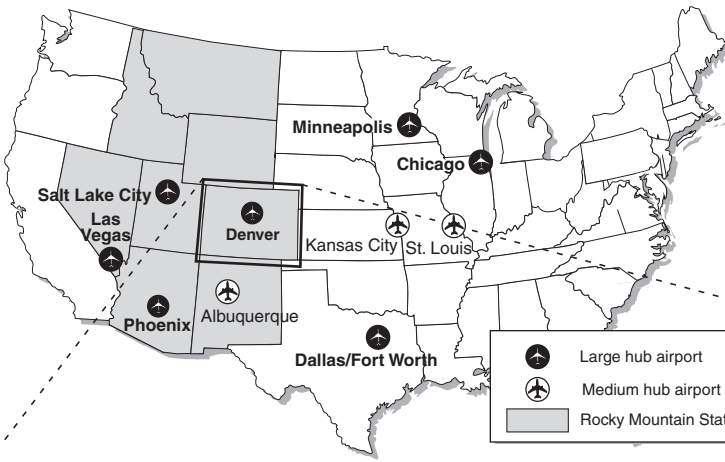 Minneapolis
Chicago
Salt Lake City
Las
Vegas
Denver
Kansas City
St. Louis
Albuquerque
Phoenix
Dallas/Fort Worth
Large hub airport
Medium hub airport
Rocky Mountain Stat